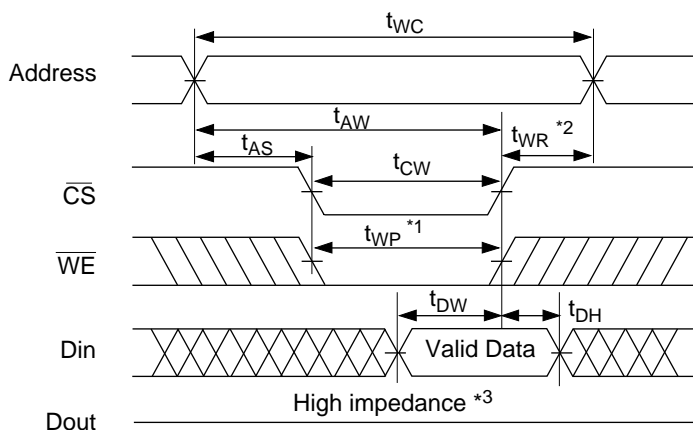 tWC
Address
tAW
tAS
tWR *2
tCW
CS
tWP *1
WE
tDW
tDH
Din
Valid Data
High impedance *3
Dout